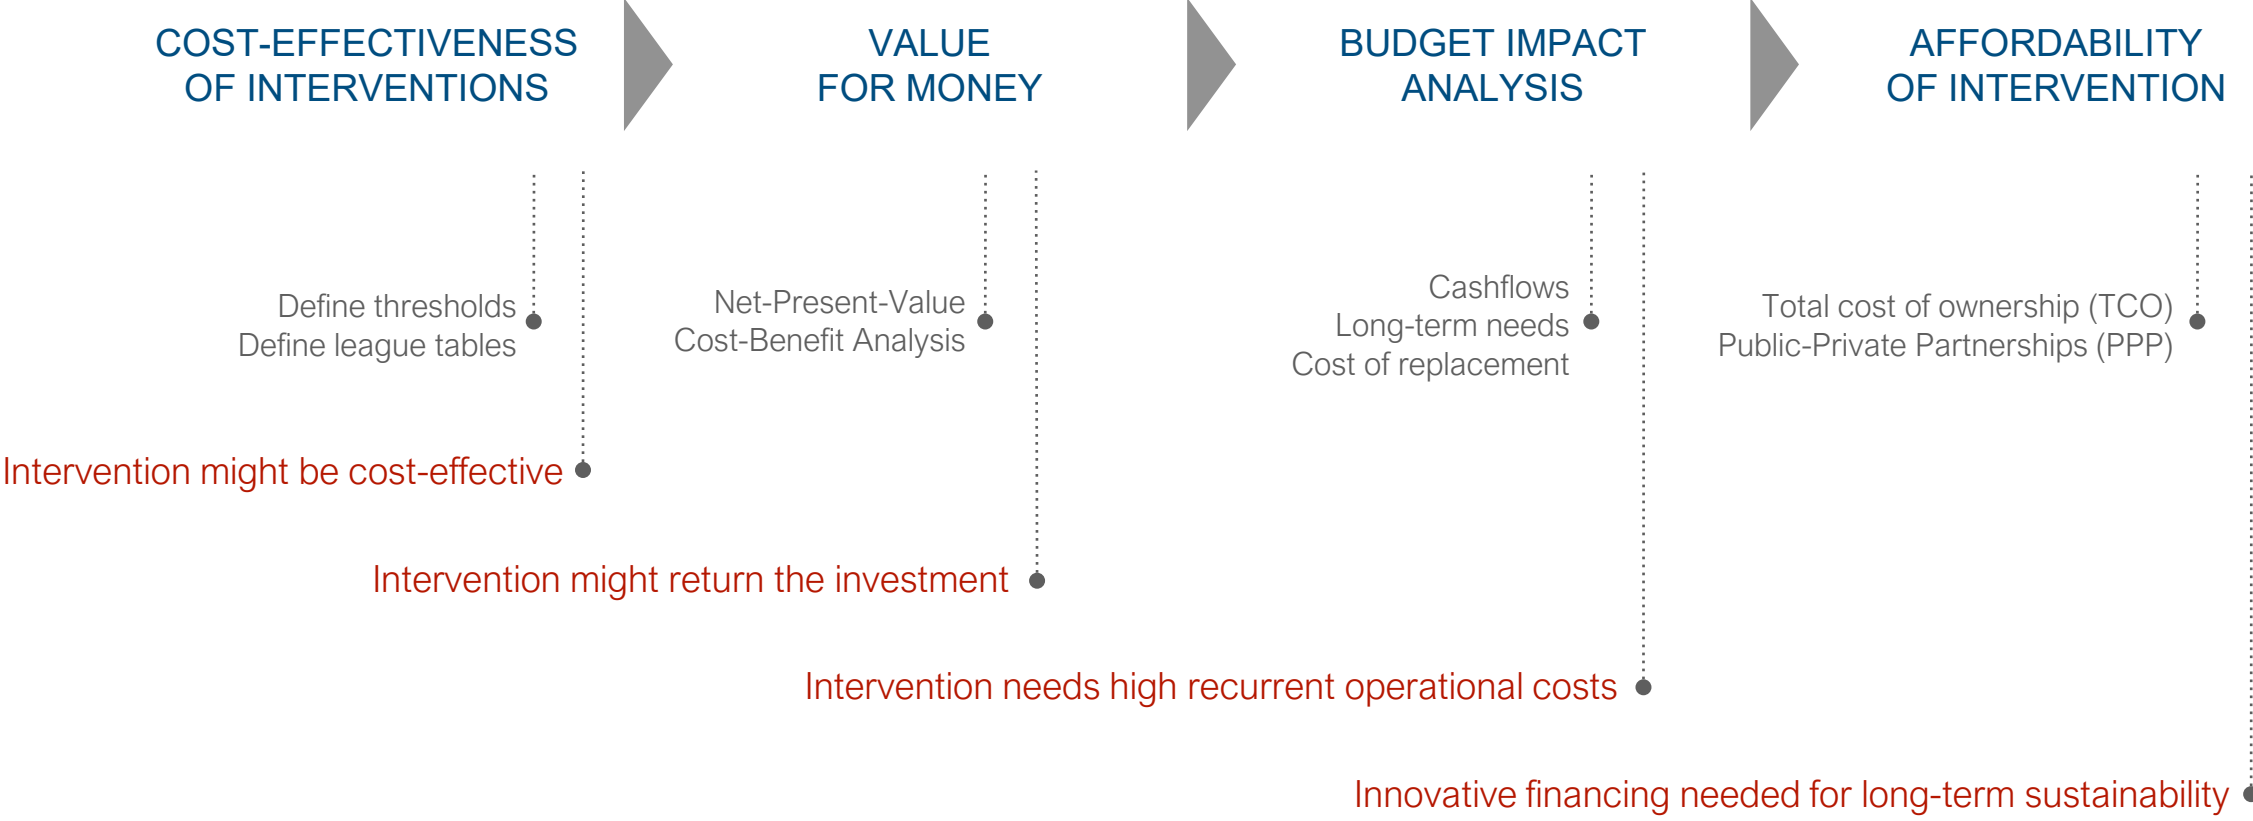 COST-EFFECTIVENESS
OF INTERVENTIONS
VALUE
FOR MONEY
BUDGET IMPACT
ANALYSIS
AFFORDABILITY
OF INTERVENTION
Define thresholds
Define league tables
Net-Present-Value
Cost-Benefit Analysis
Cashflows
Long-term needs
Cost of replacement
Total cost of ownership (TCO)
Public-Private Partnerships (PPP)
Intervention might be cost-effective
Intervention might return the investment
Intervention needs high recurrent operational costs
Innovative financing needed for long-term sustainability